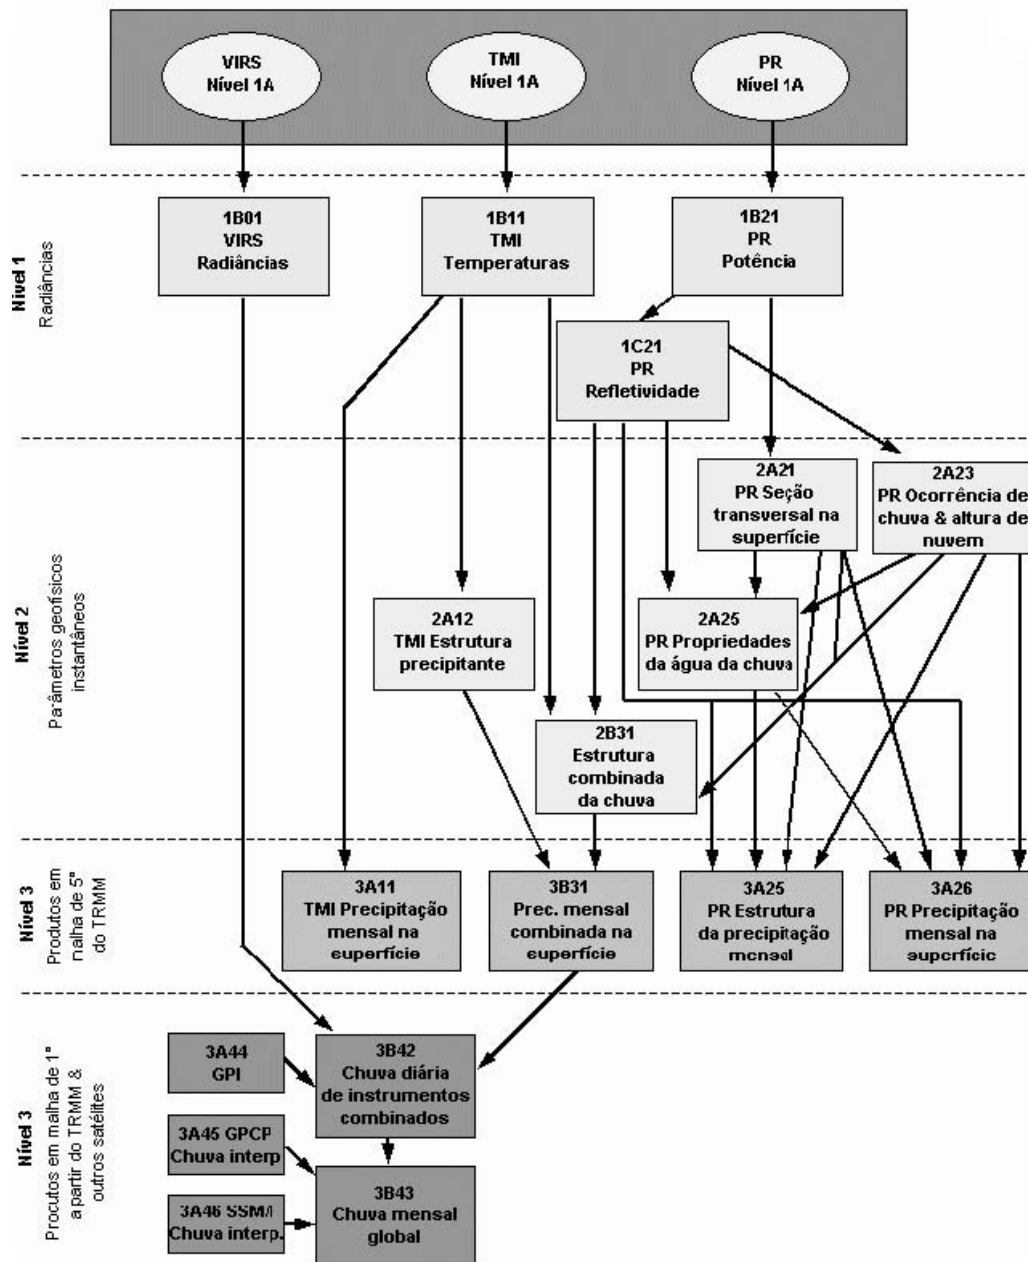 VIRS
Nível 1A
TMI
Nível 1A
PR
Nível 1A
Nível 1
Radiâncias
1B01
VIRS
Radiâncias
1B11
TMI
Temperaturas
1B21
PR
Potência
1C21
PR
Refletividade
Nível 2
Parâmetros geofísicos
instantâneos
2A21
PR Seção
transversal na
superfície
2A23
PR Ocorrência de
chuva & altura de
nuvem
2A12
TMI Estrutura
precipitante
2A25
PR Propriedades
da água da chuva
2B31
Estrutura
combinada
da chuva
Nível 3
Produtos em
malha de 5°
do TRMM
3A11
TMI Precipitação
mensal na
superfície
3B31
Prec. mensal
combinada na
superfície
3A25
PR Estrutura
da precipitação
mensal
3A26
PR Precipitação
mensal na
superfície
Nível 3
Procutos em malha de 1°
a partir do TRMM &
outros satélites
3A44
GPI
3B42
Chuva diária
de instrumentos
combinados
3A45 GPCP
Chuva interp
3A46 SSM/I
Chuva interp.
3B43
Chuva mensal
global